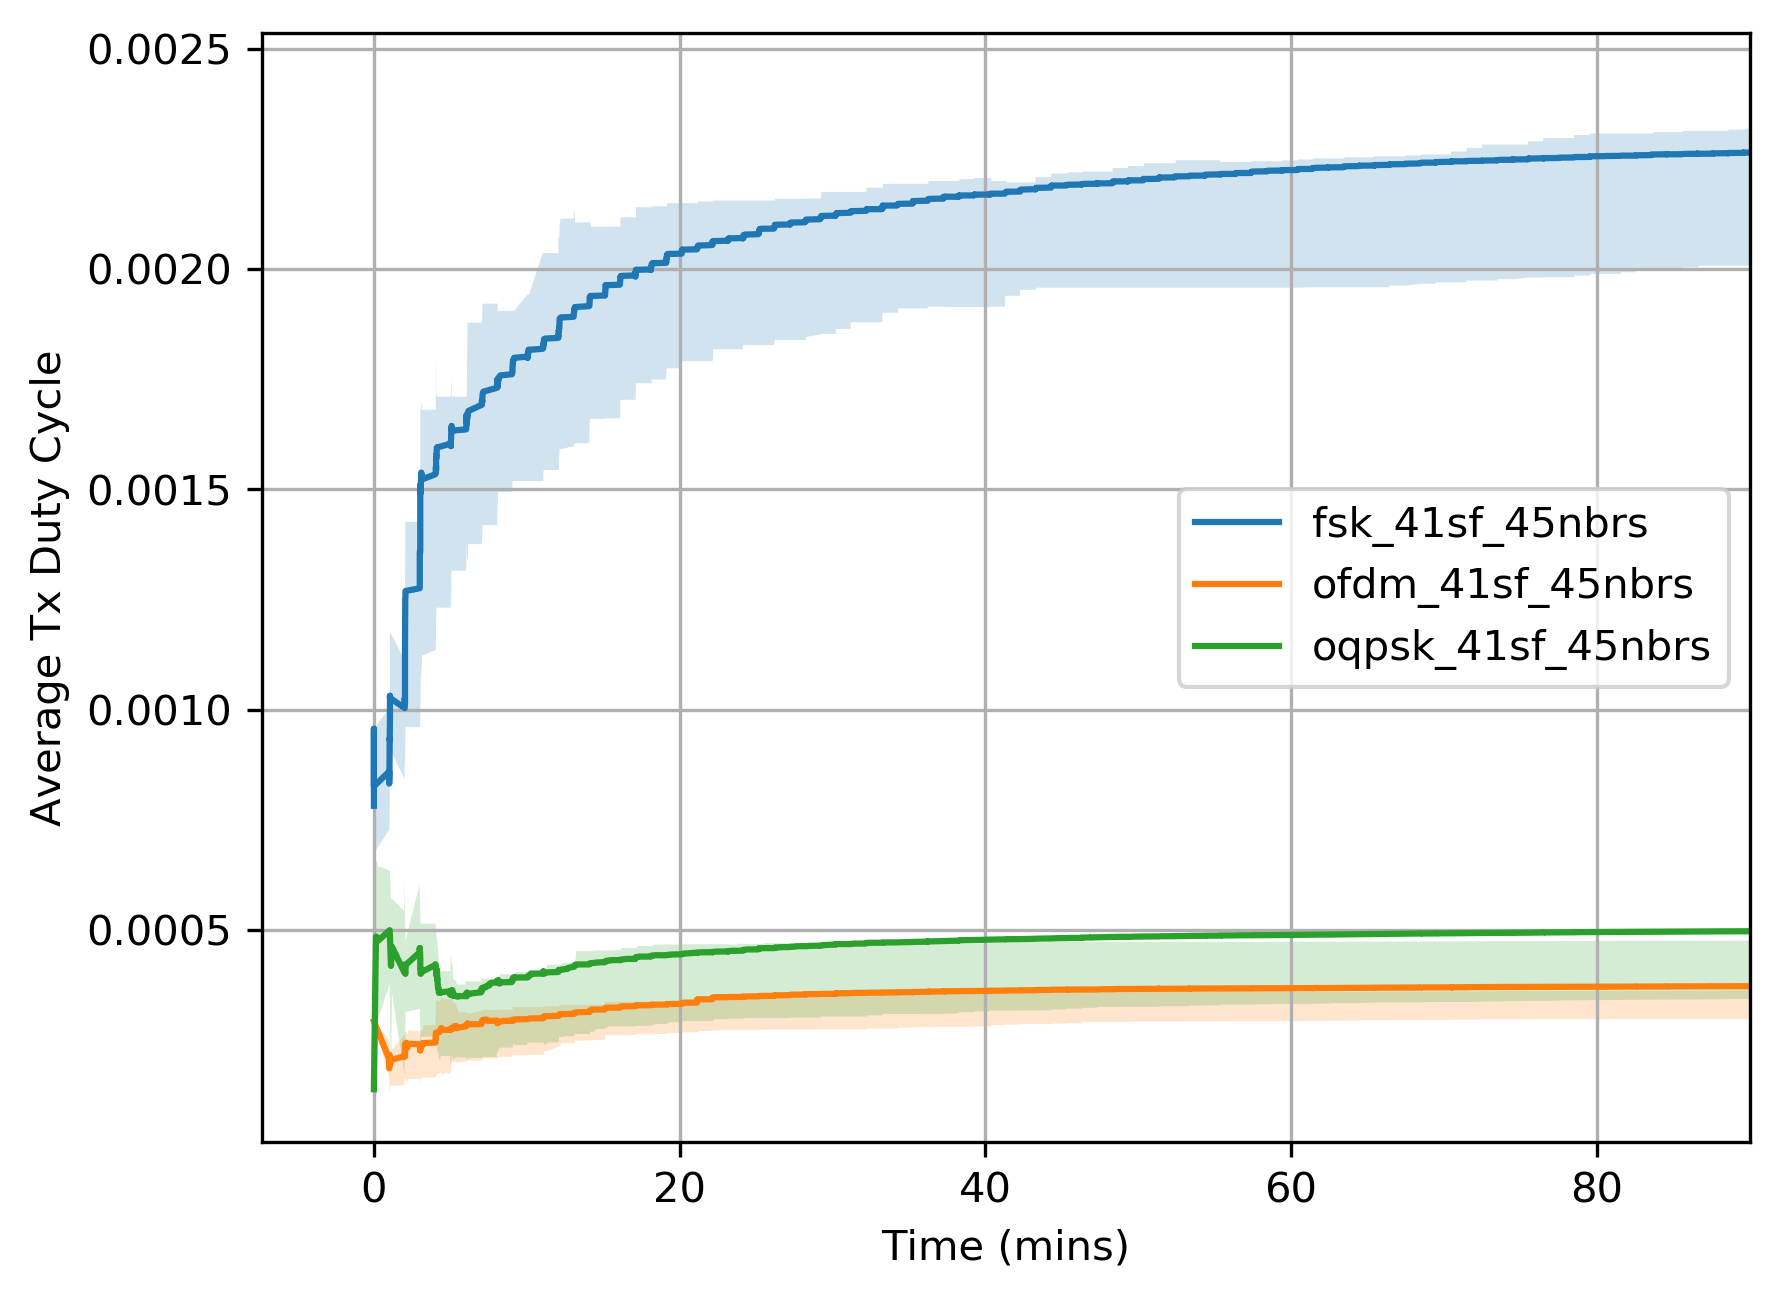 0.0025
0.0020
0.0015
0.0010
0.0005
Average Tx Duty Cycle
fsk_41sf_45nbrs
ofdm_41sf_45nbrs
oqpsk_41sf_45nbrs
0 20 40 60 80
Time (mins)